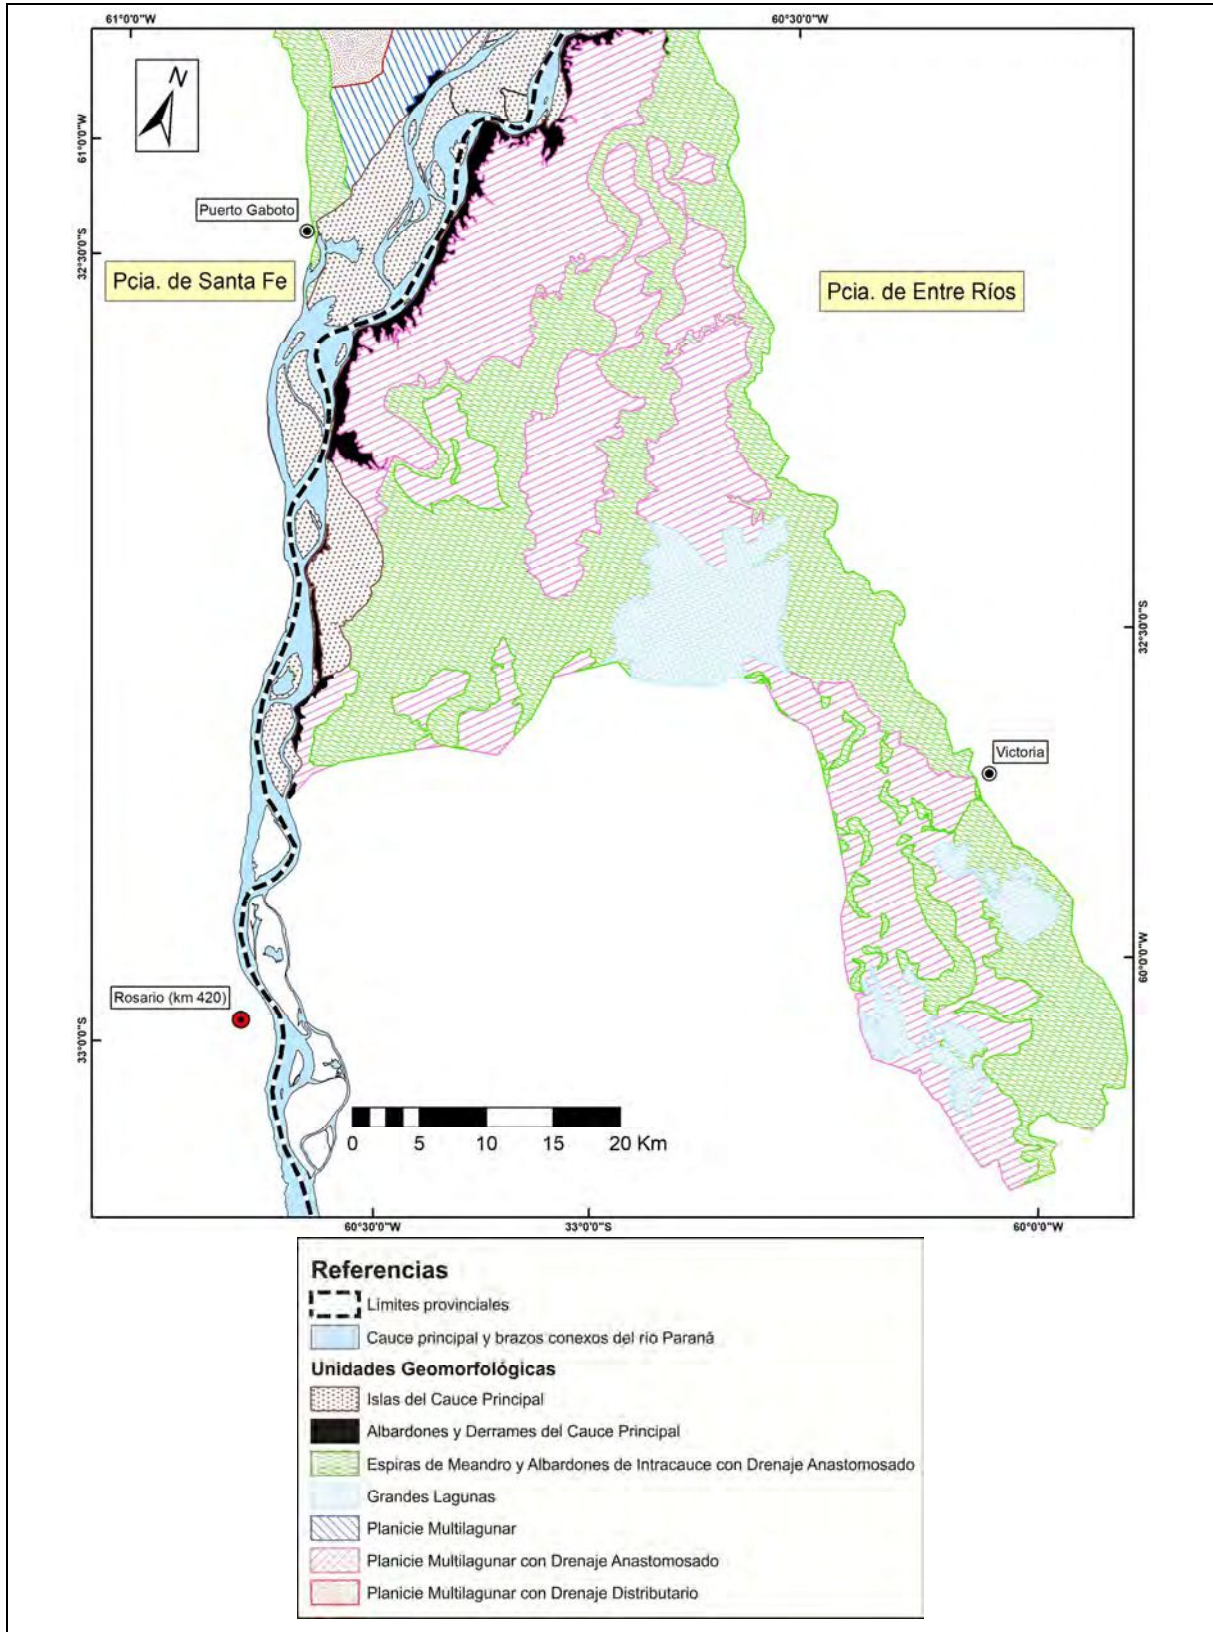 61°0'0"W
60°30'0"W
N
61°0'0"W
Puerto Gaboto
32°30'0"S
Pcia. de Santa Fe
Pcia. de Entre Ríos
32°30'0"S
Victoria
60°0'0"W
Rosario (km 420)
33°0'0"S
0 5 10 15 20 Km
60°30'0"W
33°0'0"S
60°0'0"W
Referencias
Límites provinciales
Cauce principal y brazos conexos del río Paraná
Unidades Geomorfológicas
Islas del Cauce Principal
Albardones y Derrames del Cauce Principal
Espiras de Meandro y Albardones de Intracauce con Drenaje Anastomosado
Grandes Lagunas
Planicie Multilagunar
Planicie Multilagunar con Drenaje Anastomosado
Planicie Multilagunar con Drenaje Distributario